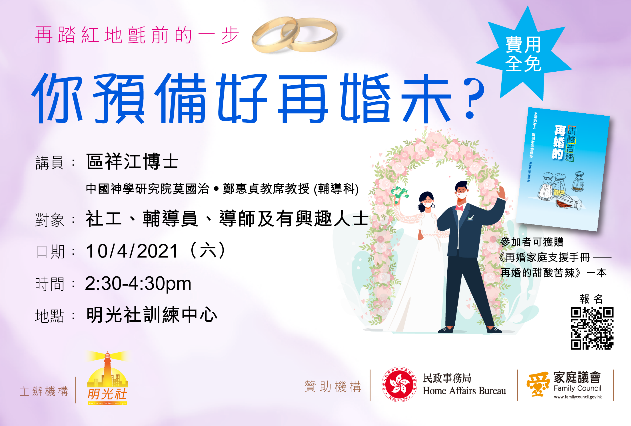 再踏紅地氈前的一步
費用
全免
你預備好再婚未?
講員： 區祥江博士
中國神學研究院莫國治•鄭惠貞教席教授 (輔導科)
對象： 社工、輔導員、導師及有興趣人士
日期： 10/4/2021（六）
時間： 2:30-4:30pm
地點： 明光社訓練中心
再婚的
參加者可獲贈
《再婚家庭支援手冊 ——
再婚的甜酸苦辣》一本
報名
主辦機構
明光社
贊助機構
民政事務局
Home Affairs Bureau
家庭議會
Family Council
www.familycouncil.gov.hk